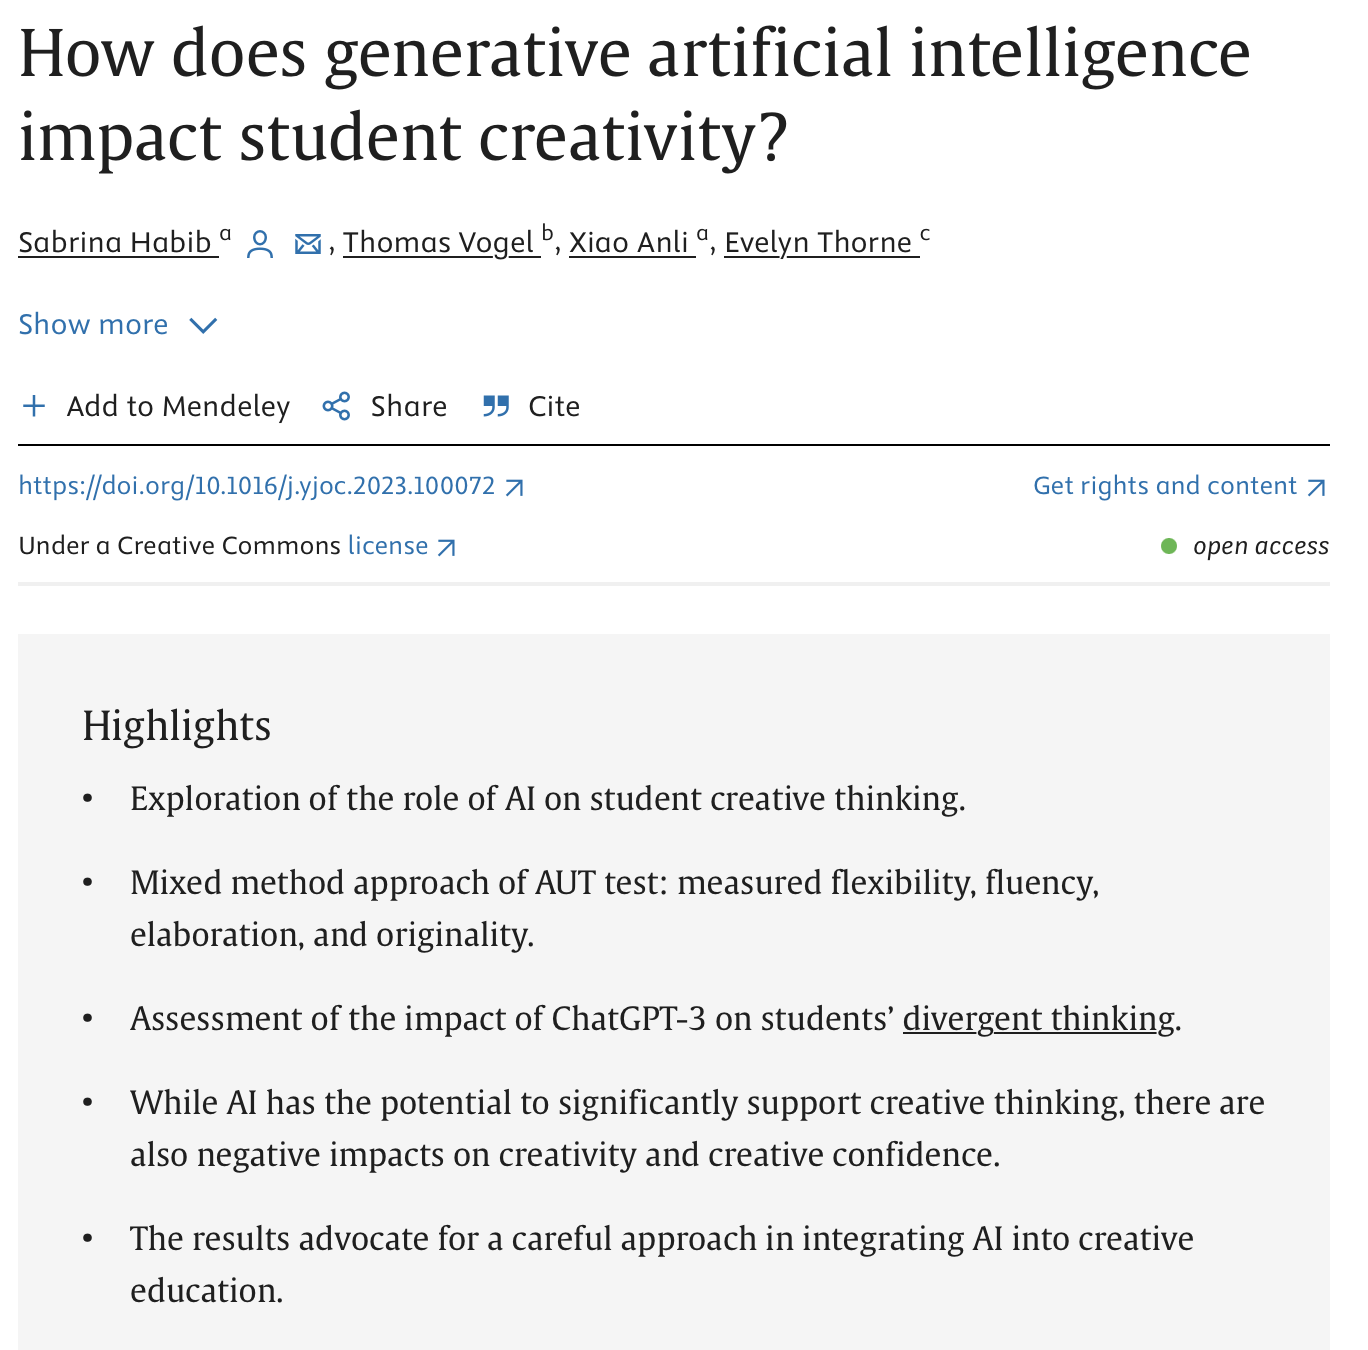 How does generative artificial intelligence
impact student creativity?
Sabrina Habib a , Thomas Vogel b, Xiao Anli a, Evelyn Thorne c
Show more
Add to Mendeley Share Cite
https://doi.org/10.1016/j.yjoc.2023.100072 Get rights and content
Under a Creative Commons license open access
Highlights
• Exploration of the role of AI on student creative thinking.
• Mixed method approach of AUT test: measured flexibility, fluency,
elaboration, and originality.
• Assessment of the impact of ChatGPT-3 on students’ divergent thinking.
• While AI has the potential to significantly support creative thinking, there are
also negative impacts on creativity and creative confidence.
• The results advocate for a careful approach in integrating AI into creative
education.